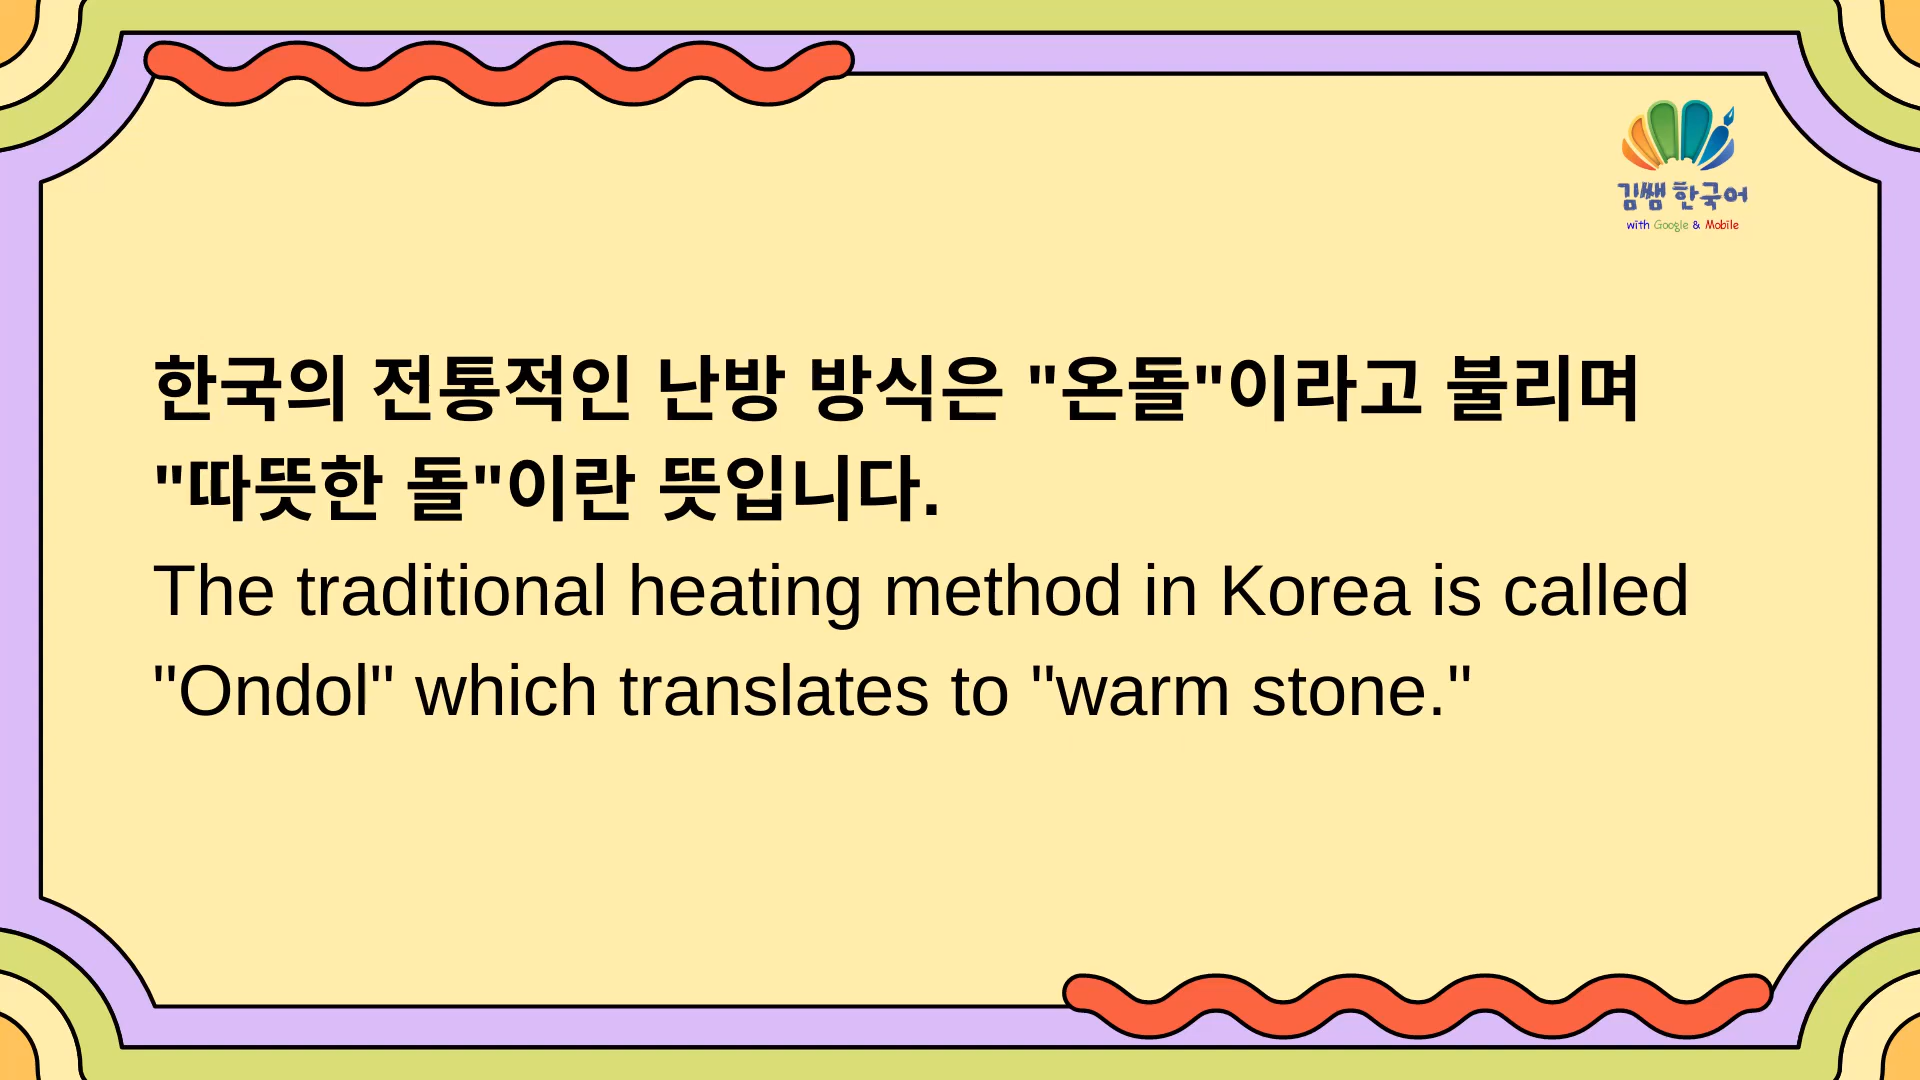 김쌤 한국어
with Google & Mobile
한국의 전통적인 난방 방식은 "온돌"이라고 불리며
"따뜻한 돌"이란 뜻입니다.
The traditional heating method in Korea is called
"Ondol" which translates to "warm stone."